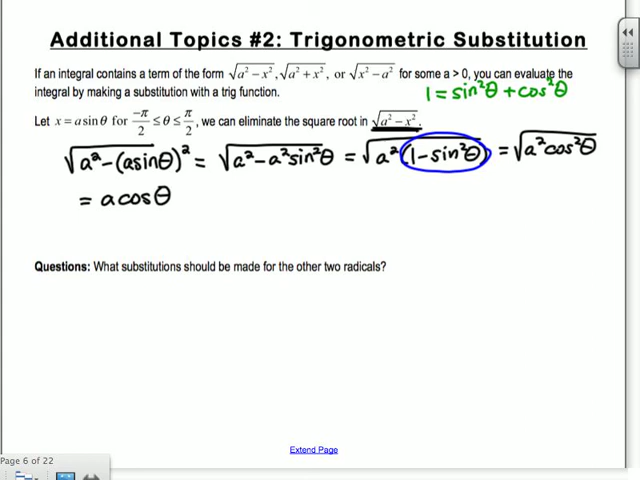 Additional Topics #2: Trigonometric Substitution
If an integral contains a term of the form √(a² − x²), √(a² + x²), or √(x² − a²) for some a > 0, you can evaluate the
integral by making a substitution with a trig function.
1 = sin²θ + cos²θ
Let x = a sin θ for −π/2 ≤ θ ≤ π/2, we can eliminate the square root in √(a² − x²).
√(a² − (a sinθ)²) = √(a² − a² sin²θ) = √(a²(1 − sin²θ)) = √(a² cos²θ)
= a cos θ
Questions: What substitutions should be made for the other two radicals?
Extend Page
Page 6 of 22